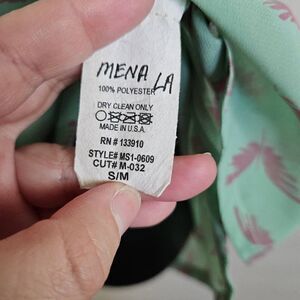 MENA LA
100% POLYESTER
DRY CLEAN ONLY
MADE IN U.S.A.
RN # 133910
STYLE# MS1-0609
CUT# M-032
S/M